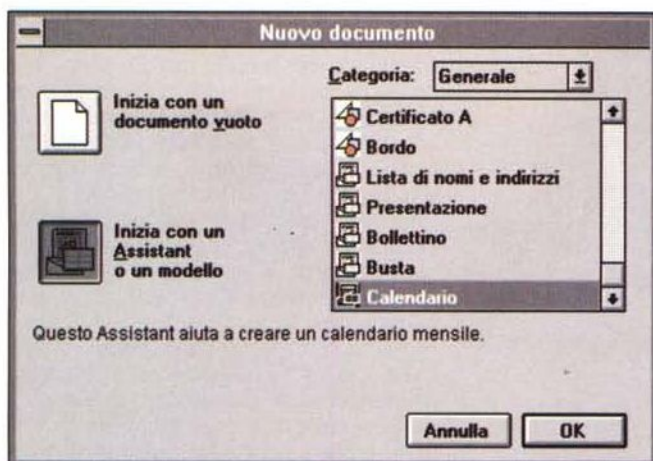 Nuovo documento
Inizia con un
documento vuoto
Inizia con un
Assistant
o un modello
Categoria: Generale
Certificato A
Bordo
Lista di nomi e indirizzi
Presentazione
Bollettino
Busta
Calendario
Questo Assistant aiuta a creare un calendario mensile.
Annulla OK